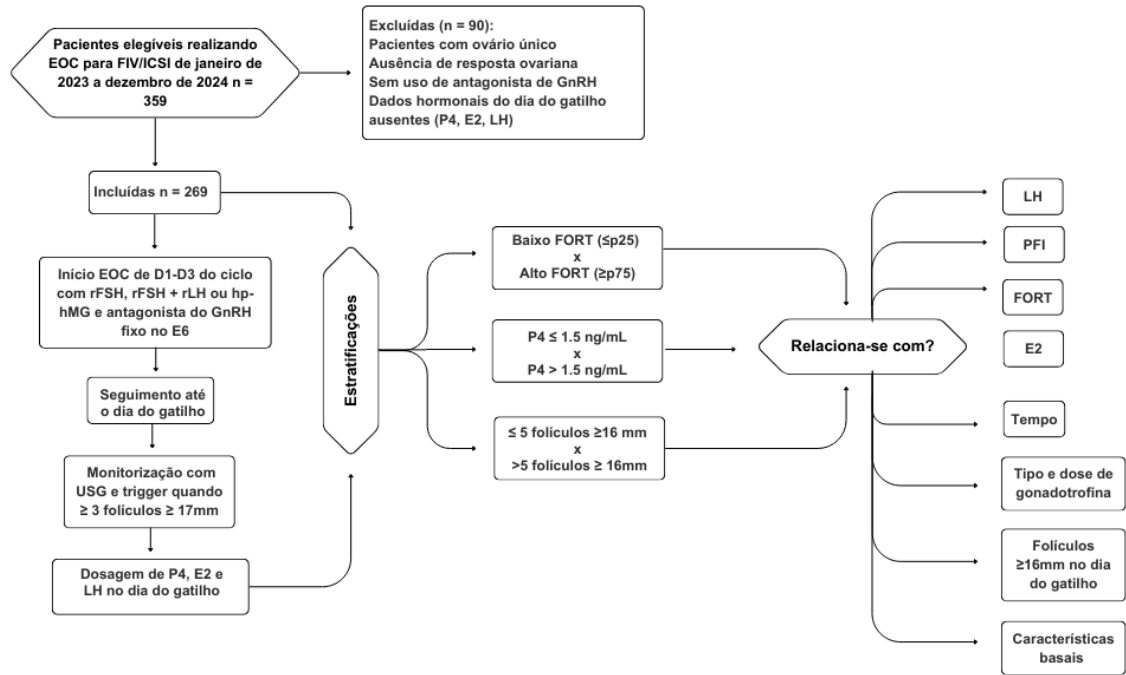 Pacientes elegíveis realizando
EOC para FIV/ICSI de janeiro de
2023 a dezembro de 2024 n =
359
Excluídas (n = 90):
Pacientes com ovário único
Ausência de resposta ovariana
Sem uso de antagonista de GnRH
Dados hormonais do dia do gatilho
ausentes (P4, E2, LH)
Incluídas n = 269
Início EOC de D1-D3 do ciclo
com rFSH, rFSH + rLH ou hp-
hMG e antagonista do GnRH
fixo no E6
Seguimento até
o dia do gatilho
Monitorização com
USG e trigger quando
≥ 3 folículos ≥ 17mm
Dosagem de P4, E2 e
LH no dia do gatilho
Estratificações
Baixo FORT (≤p25)
x
Alto FORT (≥p75)
P4 ≤ 1.5 ng/mL
x
P4 > 1.5 ng/mL
≤ 5 folículos ≥16 mm
x
>5 folículos ≥ 16mm
Relaciona-se com?
LH
PFI
FORT
E2
Tempo
Tipo e dose de
gonadotrofina
Folículos
≥16mm no dia
do gatilho
Características
basais